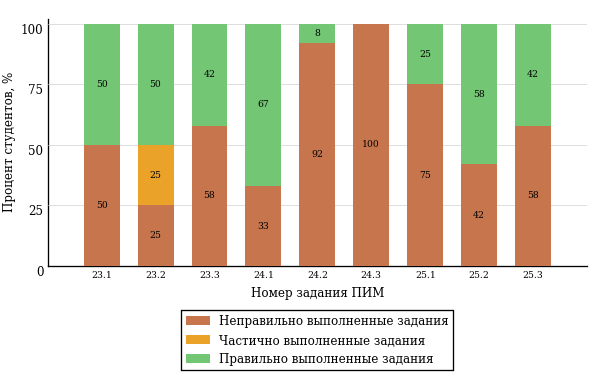 Процент студентов, %
100
75
50
25
0
50 50 42 67 8 25 58 42
25 92 100
50 25 58 33 75 42 58
23.1 23.2 23.3 24.1 24.2 24.3 25.1 25.2 25.3
Номер задания ПИМ
Неправильно выполненные задания
Частично выполненные задания
Правильно выполненные задания